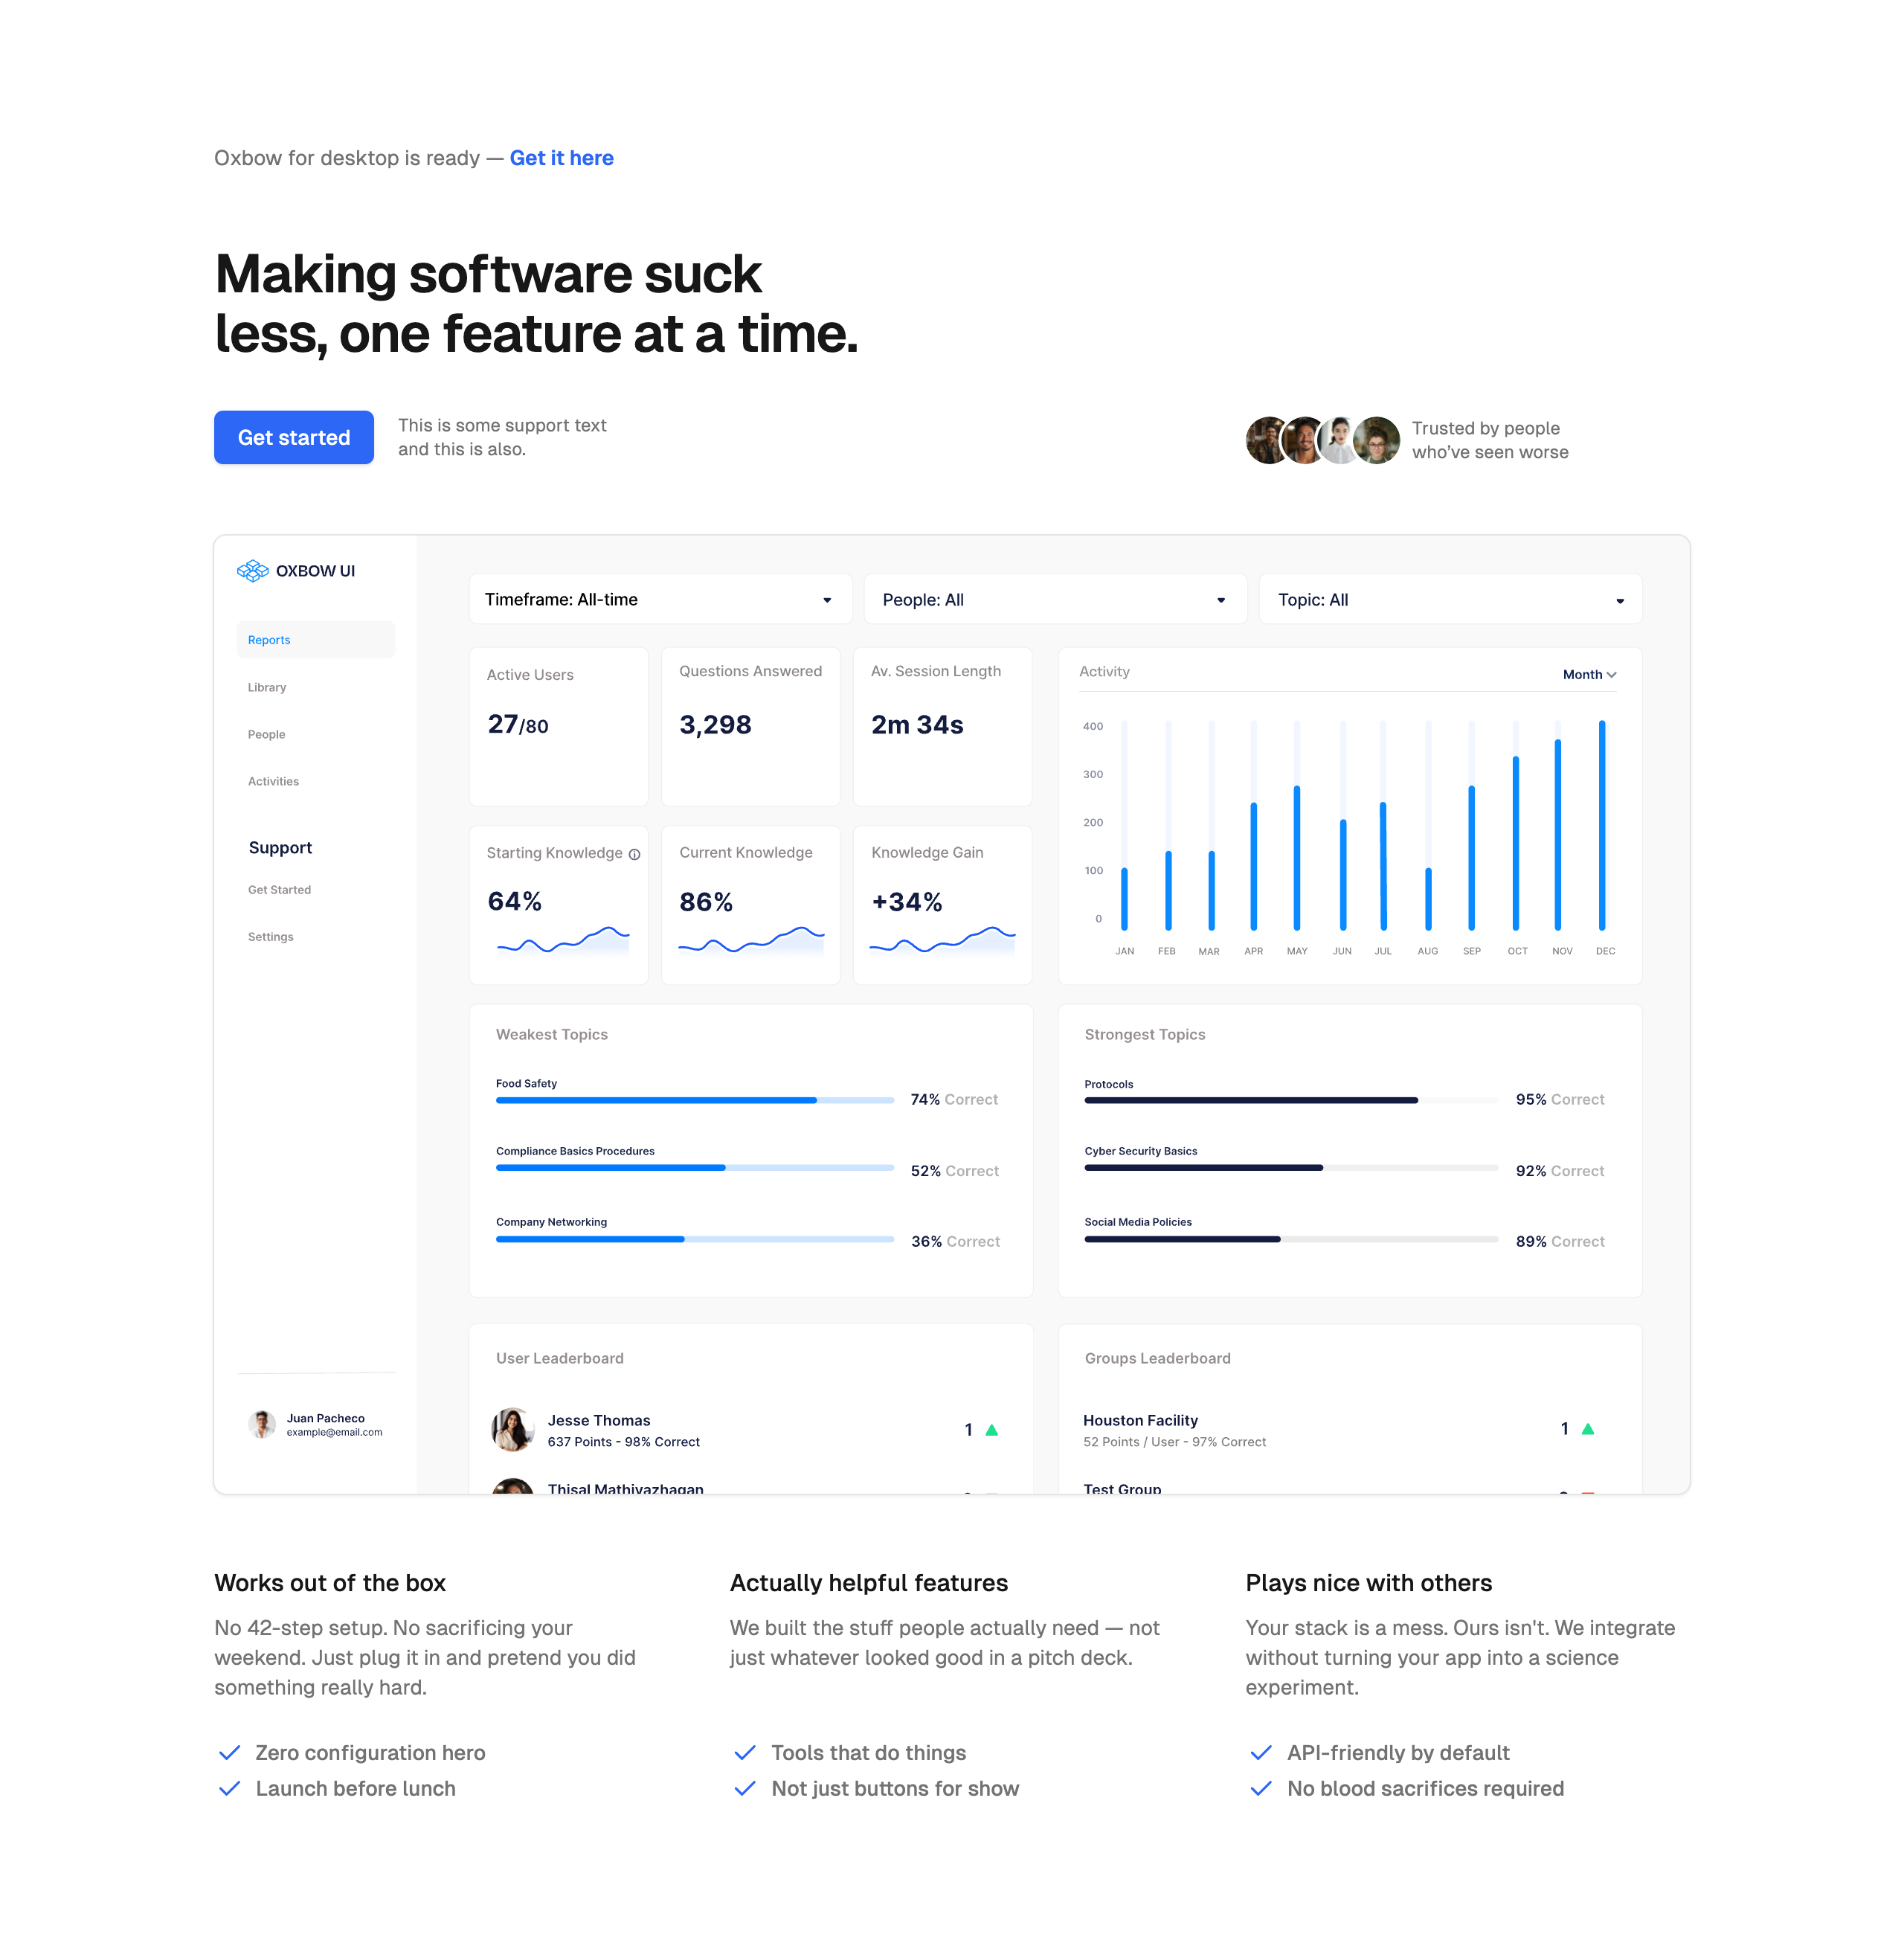 Oxbow for desktop is ready — Get it here
Making software suck
less, one feature at a time.
Get started
This is some support text
and this is also.
Trusted by people
who've seen worse
OXBOW UI
Reports
Library
People
Activities
Support
Get Started
Settings
Juan Pacheco
example@email.com
Timeframe: All-time
People: All
Topic: All
Active Users
27/80
Questions Answered
3,298
Av. Session Length
2m 34s
Starting Knowledge
64%
Current Knowledge
86%
Knowledge Gain
+34%
Activity
Month
400
300
200
100
0
JAN FEB MAR APR MAY JUN JUL AUG SEP OCT NOV DEC
Weakest Topics
Food Safety
74% Correct
Compliance Basics Procedures
52% Correct
Company Networking
36% Correct
Strongest Topics
Protocols
95% Correct
Cyber Security Basics
92% Correct
Social Media Policies
89% Correct
User Leaderboard
Jesse Thomas
637 Points - 98% Correct
1
Thisal Mathiyazhagan
Groups Leaderboard
Houston Facility
52 Points / User - 97% Correct
1
Test Group
Works out of the box
No 42-step setup. No sacrificing your
weekend. Just plug it in and pretend you did
something really hard.
Zero configuration hero
Launch before lunch
Actually helpful features
We built the stuff people actually need — not
just whatever looked good in a pitch deck.
Tools that do things
Not just buttons for show
Plays nice with others
Your stack is a mess. Ours isn't. We integrate
without turning your app into a science
experiment.
API-friendly by default
No blood sacrifices required